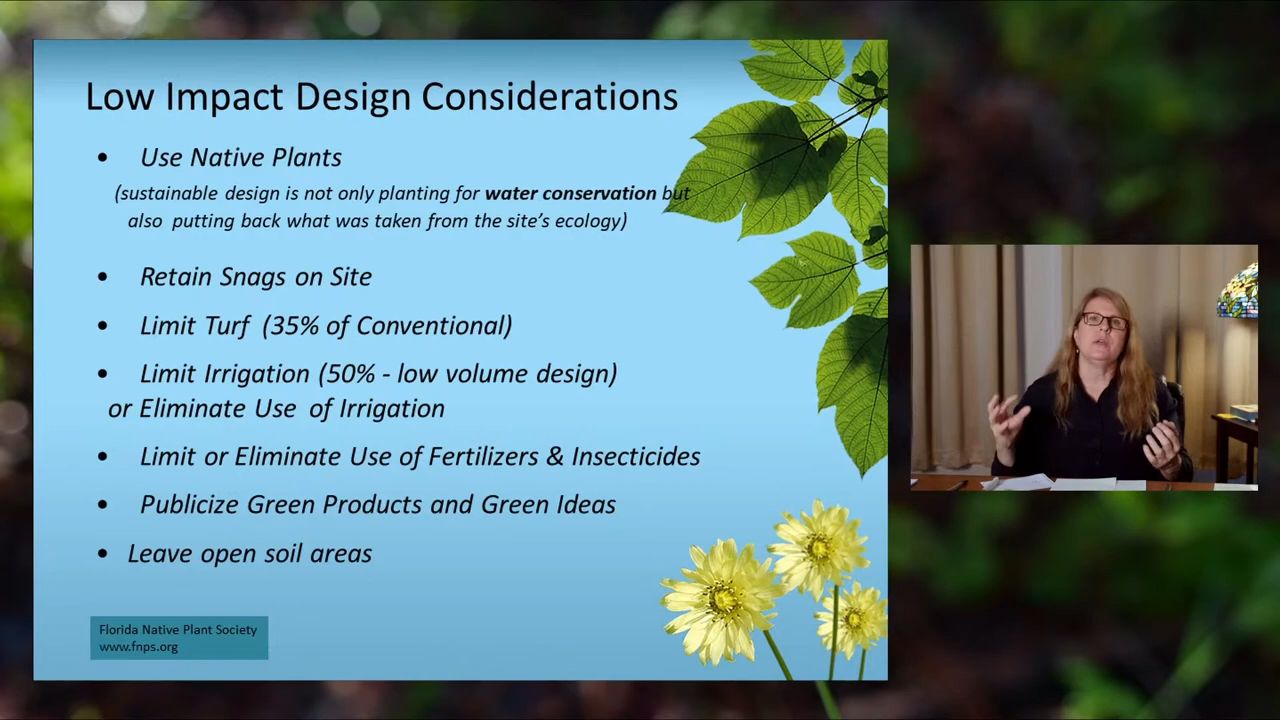 Low Impact Design Considerations
• Use Native Plants
(sustainable design is not only planting for water conservation but
also putting back what was taken from the site's ecology)
• Retain Snags on Site
• Limit Turf (35% of Conventional)
• Limit Irrigation (50% - low volume design)
or Eliminate Use of Irrigation
• Limit or Eliminate Use of Fertilizers & Insecticides
• Publicize Green Products and Green Ideas
• Leave open soil areas
Florida Native Plant Society
www.fnps.org